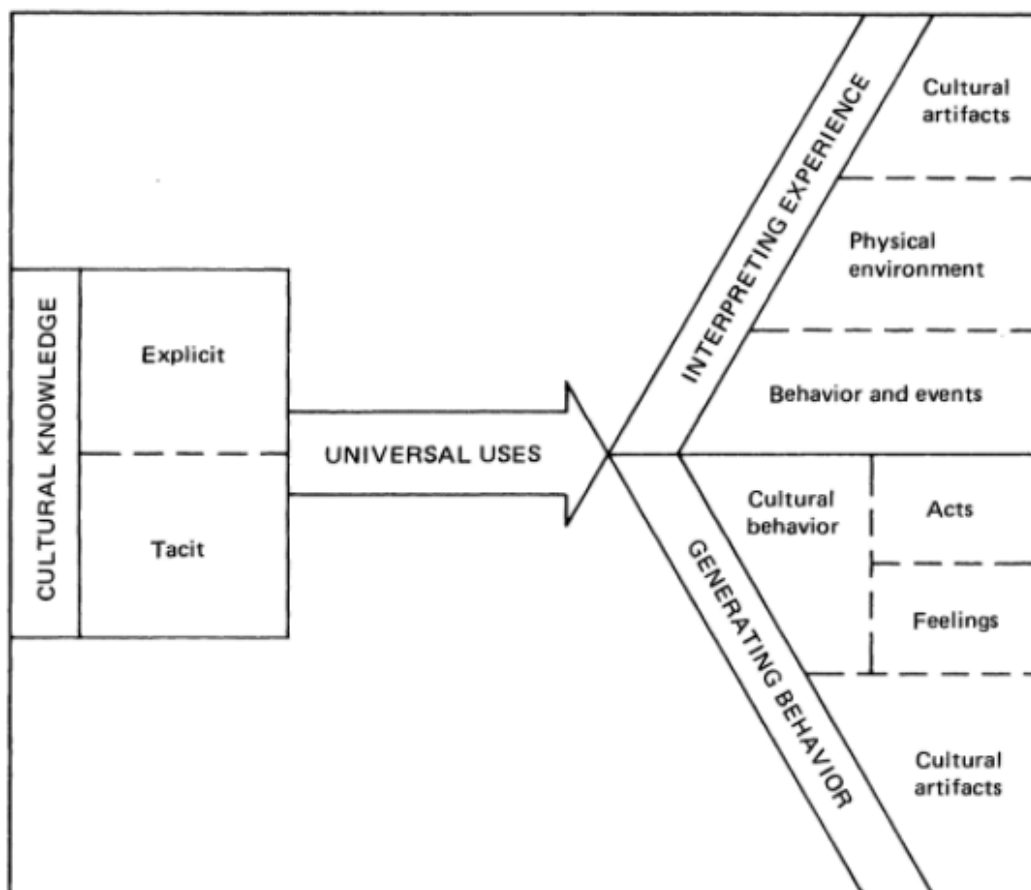 CULTURAL KNOWLEDGE
Explicit
Tacit
UNIVERSAL USES
INTERPRETING EXPERIENCE
Cultural
artifacts
Physical
environment
Behavior and events
GENERATING BEHAVIOR
Cultural
behavior
Acts
Feelings
Cultural
artifacts